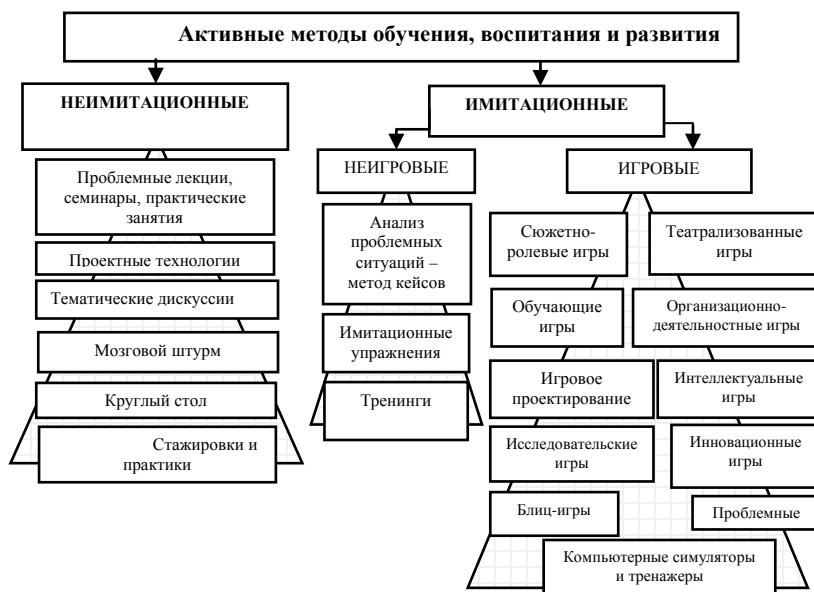 Активные методы обучения, воспитания и развития
НЕИМИТАЦИОННЫЕ
ИМИТАЦИОННЫЕ
НЕИГРОВЫЕ
ИГРОВЫЕ
Проблемные лекции,
семинары, практические
занятия
Проектные технологии
Тематические дискуссии
Мозговой штурм
Круглый стол
Стажировки и
практики
Анализ
проблемных
ситуаций –
метод кейсов
Имитационные
упражнения
Тренинги
Сюжетно-
ролевые игры
Театрализованные
игры
Обучающие
игры
Организационно-
деятельностные игры
Игровое
проектирование
Интеллектуальные
игры
Исследовательские
игры
Инновационные
игры
Блиц-игры
Проблемные
Компьютерные симуляторы
и тренажеры